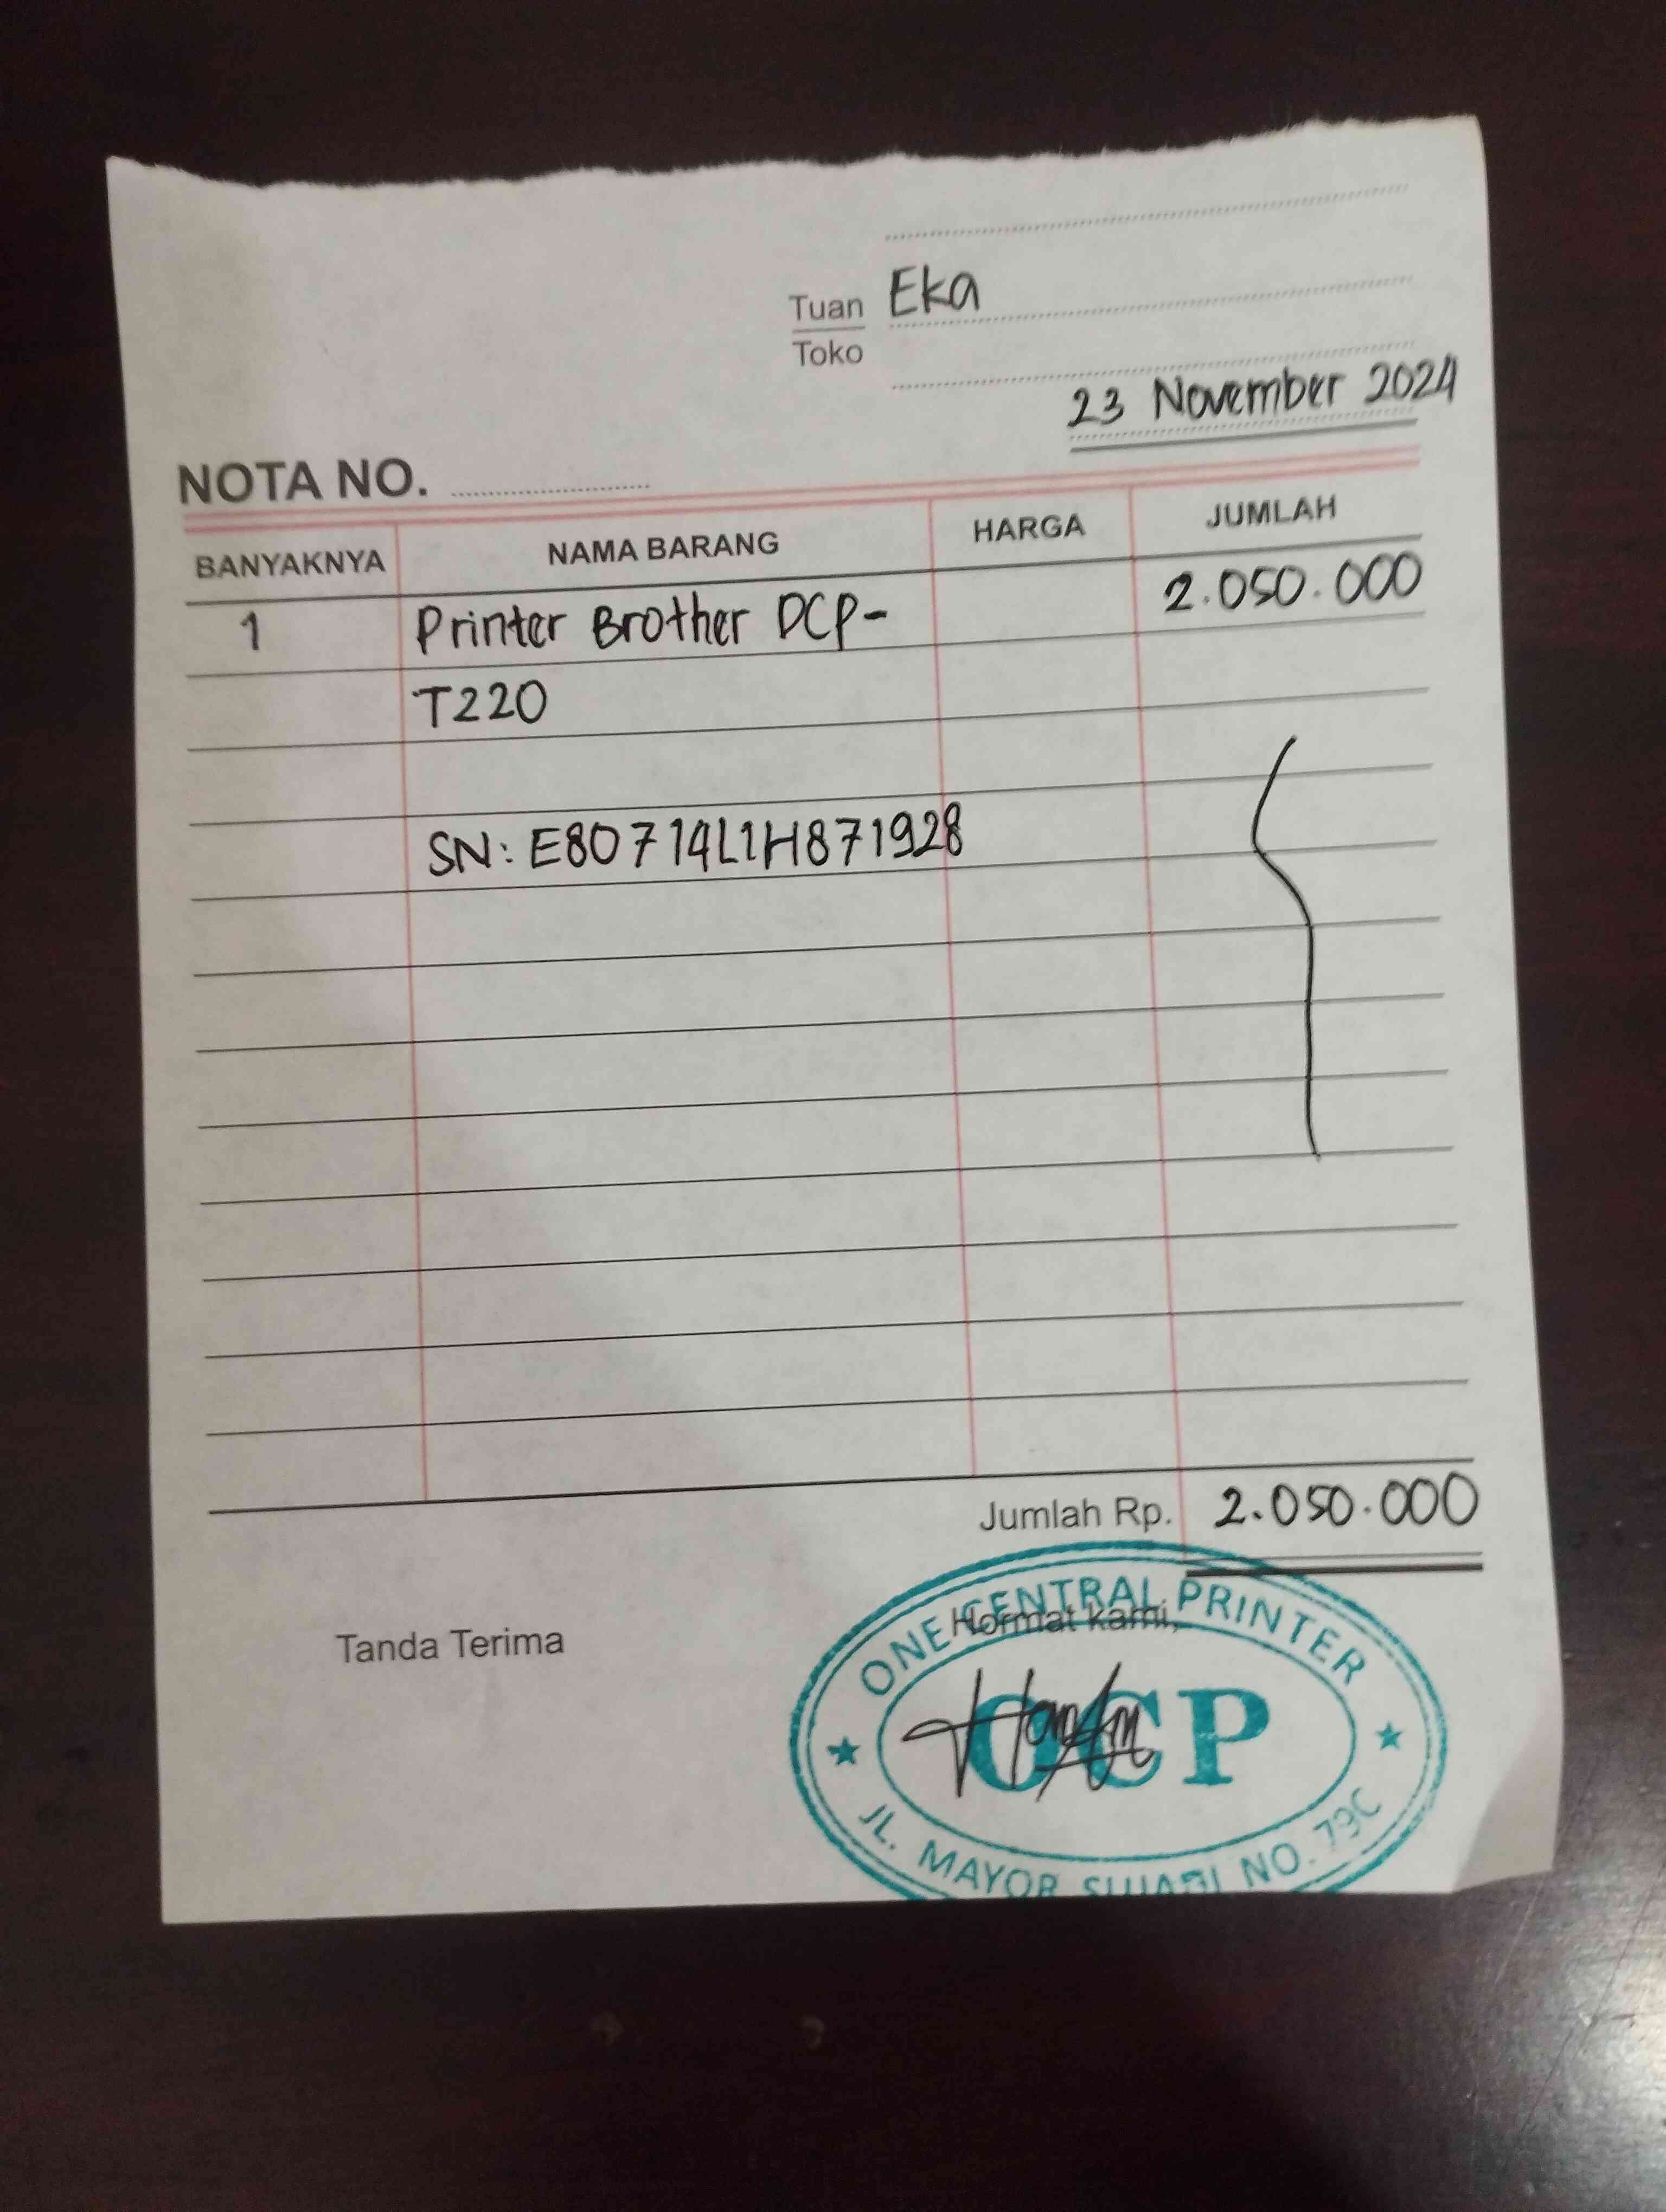 Tuan Eka
Toko
23 November 2024
NOTA NO.
BANYAKNYA NAMA BARANG HARGA JUMLAH
1 Printer Brother DCP- 2.050.000
T220
SN: E80714L1H871928
Jumlah Rp. 2.050.000
Tanda Terima Hormat kami,
ONE CENTRAL PRINTER
OCP
JL. MAYOR SUJADI NO. 79C